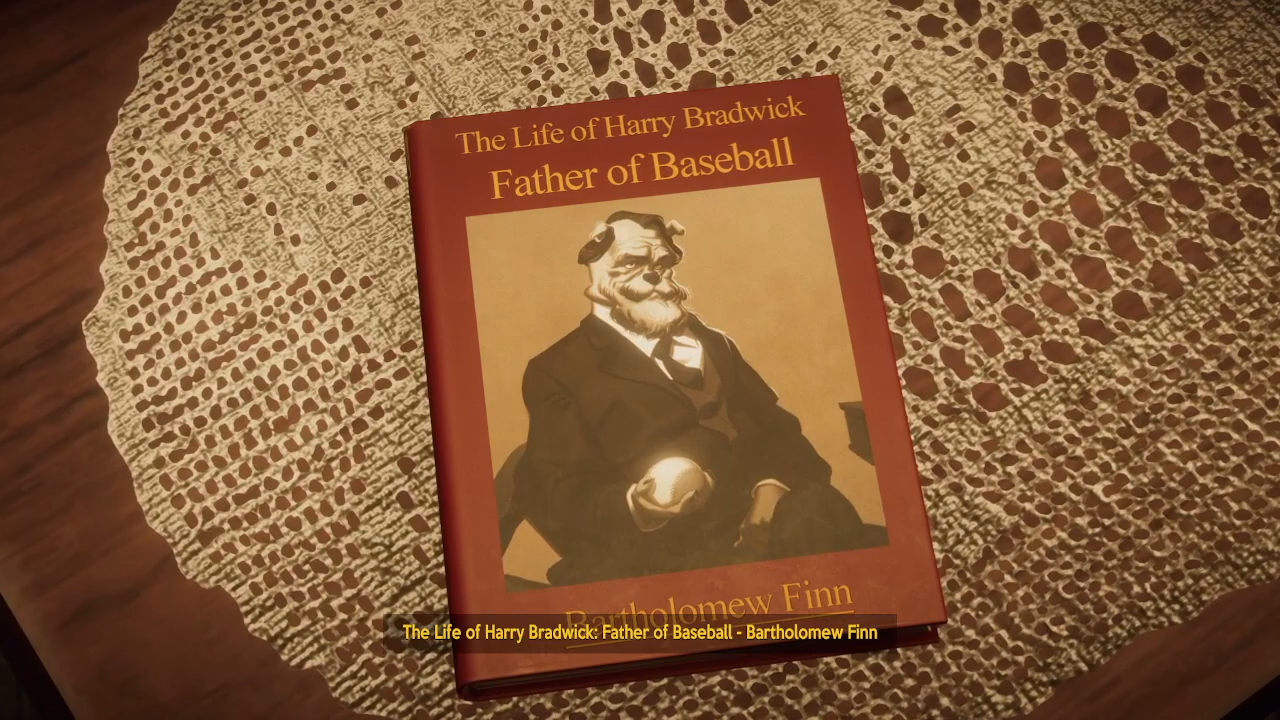 The Life of Harry Bradwick
Father of Baseball
Bartholomew Finn
The Life of Harry Bradwick: Father of Baseball - Bartholomew Finn